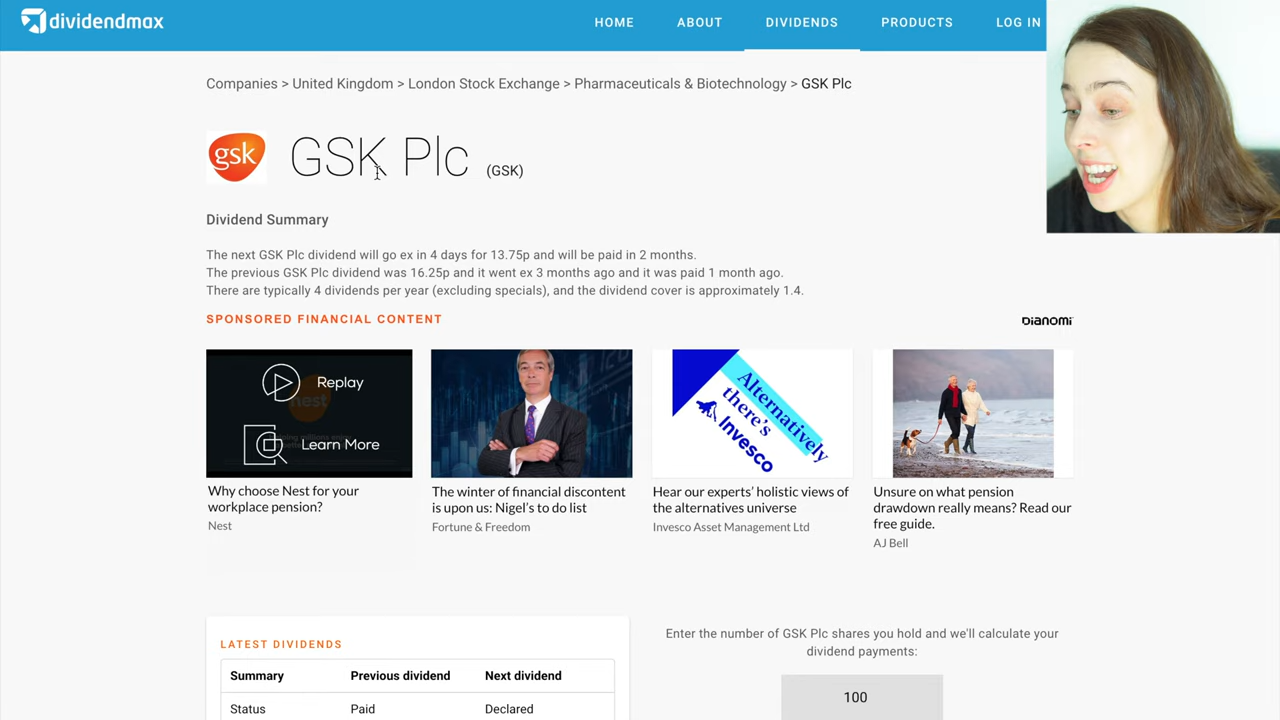 dividendmax
HOME
ABOUT
DIVIDENDS
PRODUCTS
LOG IN
Companies > United Kingdom > London Stock Exchange > Pharmaceuticals & Biotechnology > GSK Plc
gsk
GSK Plc (GSK)
Dividend Summary
The next GSK Plc dividend will go ex in 4 days for 13.75p and will be paid in 2 months.
The previous GSK Plc dividend was 16.25p and it went ex 3 months ago and it was paid 1 month ago.
There are typically 4 dividends per year (excluding specials), and the dividend cover is approximately 1.4.
SPONSORED FINANCIAL CONTENT
DIANOMI
Replay
nest
Learn More
Alternatively
there's
Invesco
Why choose Nest for your
workplace pension?
Nest
The winter of financial discontent
is upon us: Nigel's to do list
Fortune & Freedom
Hear our experts' holistic views of
the alternatives universe
Invesco Asset Management Ltd
Unsure on what pension
drawdown really means? Read our
free guide.
AJ Bell
LATEST DIVIDENDS
Summary Previous dividend Next dividend
Status Paid Declared
Enter the number of GSK Plc shares you hold and we'll calculate your
dividend payments:
100